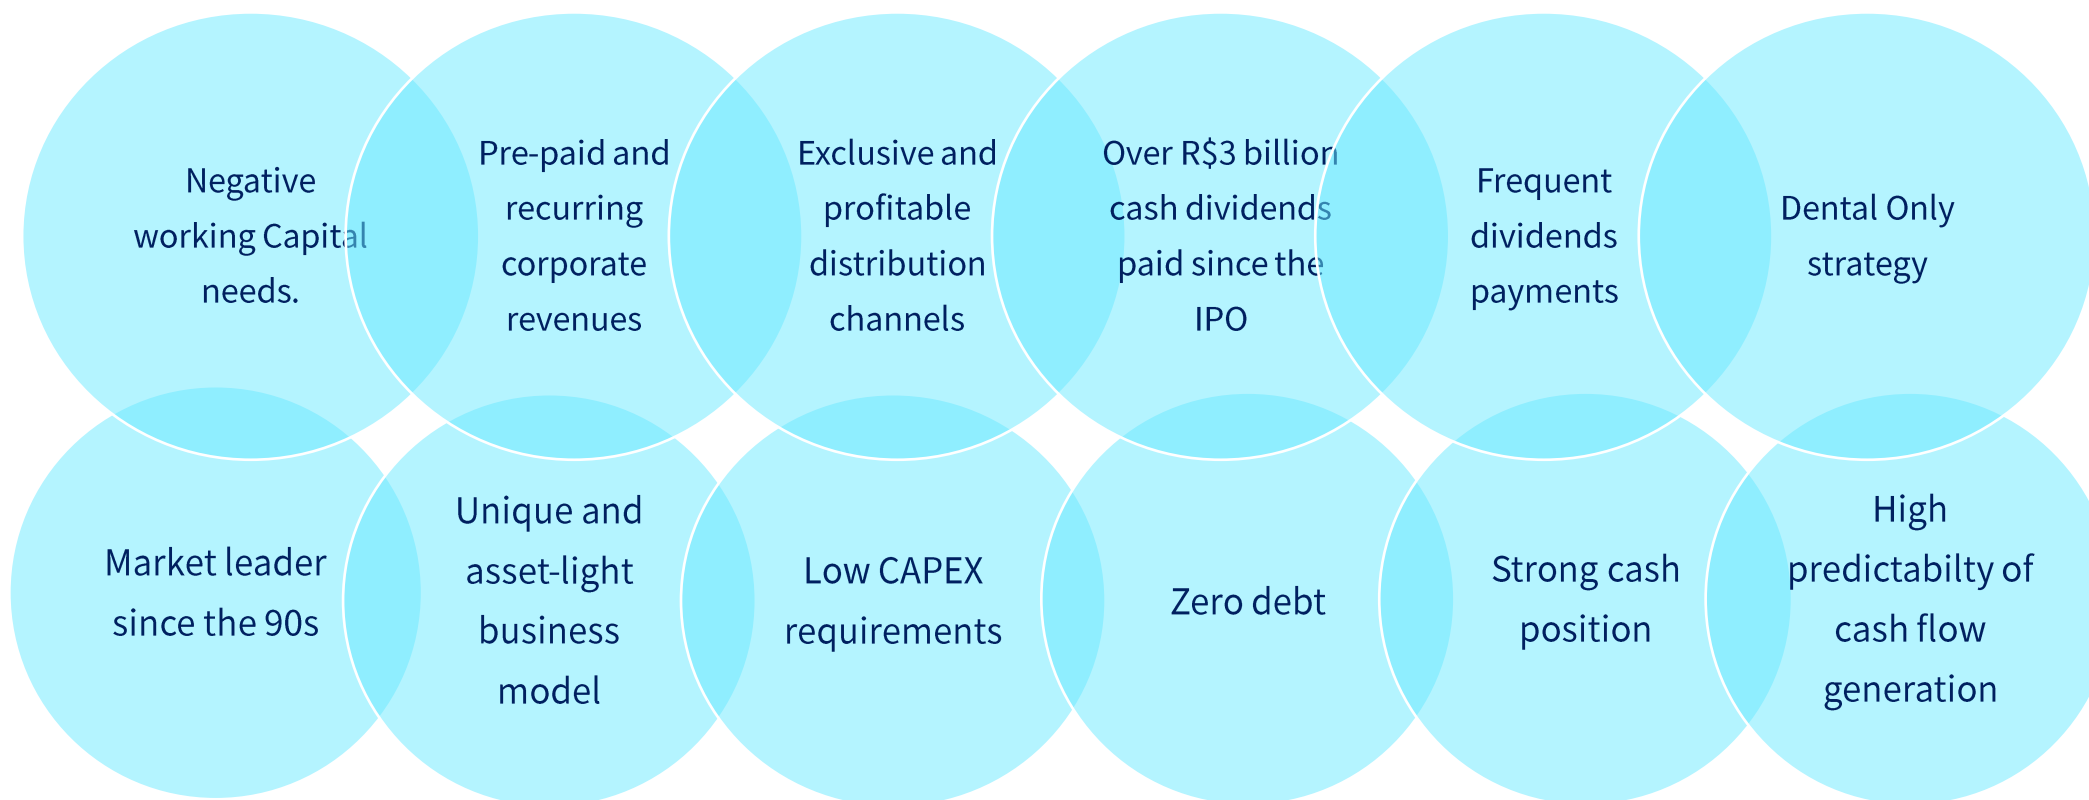 Negative
working Capital
needs.
Pre-paid and
recurring
corporate
revenues
Exclusive and
profitable
distribution
channels
Over R$3 billion
cash dividends
paid since the
IPO
Frequent
dividends
payments
Dental Only
strategy
Market leader
since the 90s
Unique and
asset-light
business
model
Low CAPEX
requirements
Zero debt
Strong cash
position
High
predictabilty of
cash flow
generation